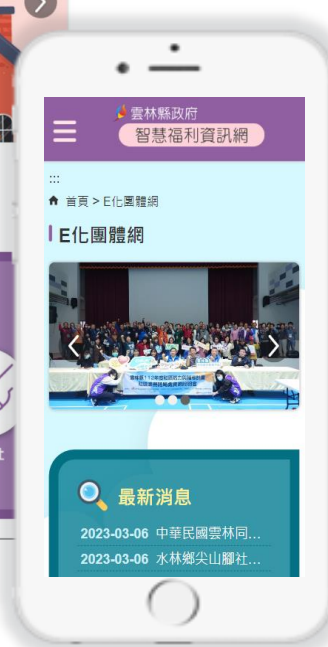 雲林縣政府
智慧福利資訊網
:::
首頁 > E化團體網
E化團體網
最新消息
2023-03-06 中華民國雲林同...
2023-03-06 水林鄉尖山腳社...